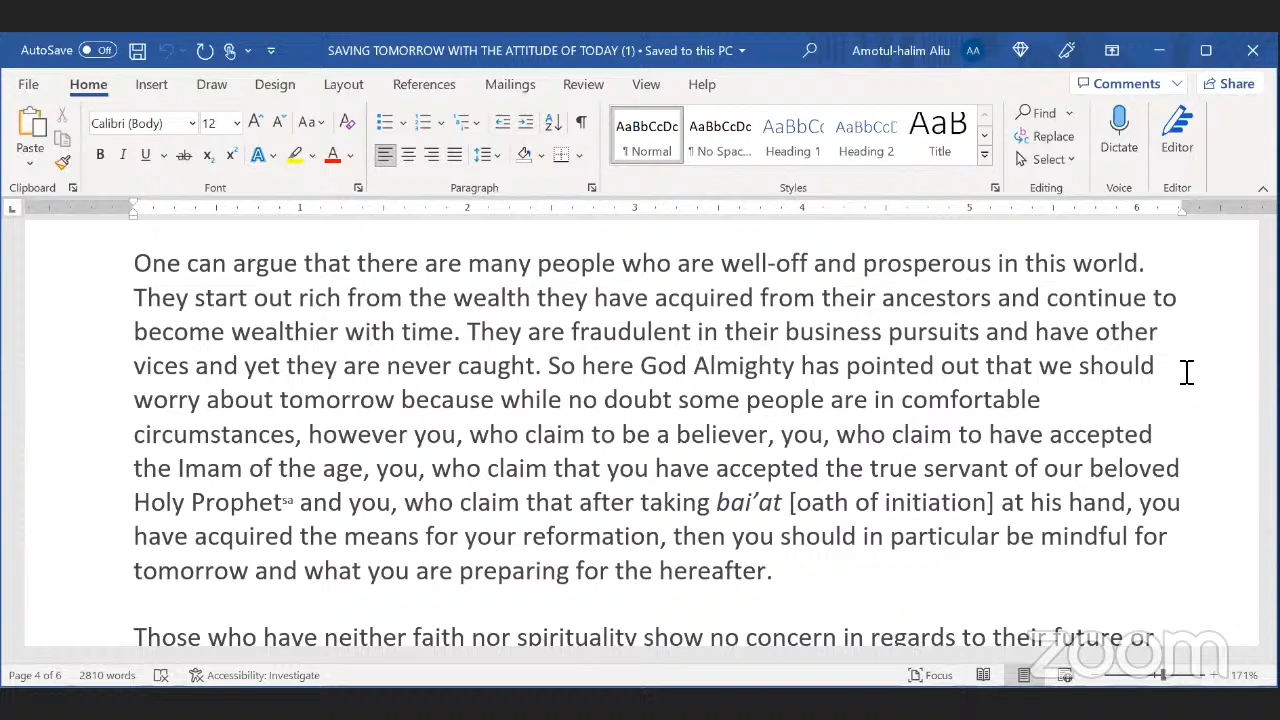 AutoSave Off SAVING TOMORROW WITH THE ATTITUDE OF TODAY (1) • Saved to this PC Amotul-halim Aliu AA
File Home Insert Draw Design Layout References Mailings Review View Help Comments Share
Paste Calibri (Body) 12 A^ Aˇ Aa A AaBbCcDc AaBbCcDc AaBbCc AaBbCcD AaB Find Dictate Editor
B I U ab x₂ x² A A ¶ Normal ¶ No Spac... Heading 1 Heading 2 Title Replace
Select
Clipboard Font Paragraph Styles Editing Voice Editor
L 1 2 3 4 5 6
One can argue that there are many people who are well-off and prosperous in this world.
They start out rich from the wealth they have acquired from their ancestors and continue to
become wealthier with time. They are fraudulent in their business pursuits and have other
vices and yet they are never caught. So here God Almighty has pointed out that we should
worry about tomorrow because while no doubt some people are in comfortable
circumstances, however you, who claim to be a believer, you, who claim to have accepted
the Imam of the age, you, who claim that you have accepted the true servant of our beloved
Holy Prophetsa and you, who claim that after taking bai’at [oath of initiation] at his hand, you
have acquired the means for your reformation, then you should in particular be mindful for
tomorrow and what you are preparing for the hereafter.
Those who have neither faith nor spirituality show no concern in regards to their future or
zoom
Page 4 of 6 2810 words Accessibility: Investigate Focus 171%